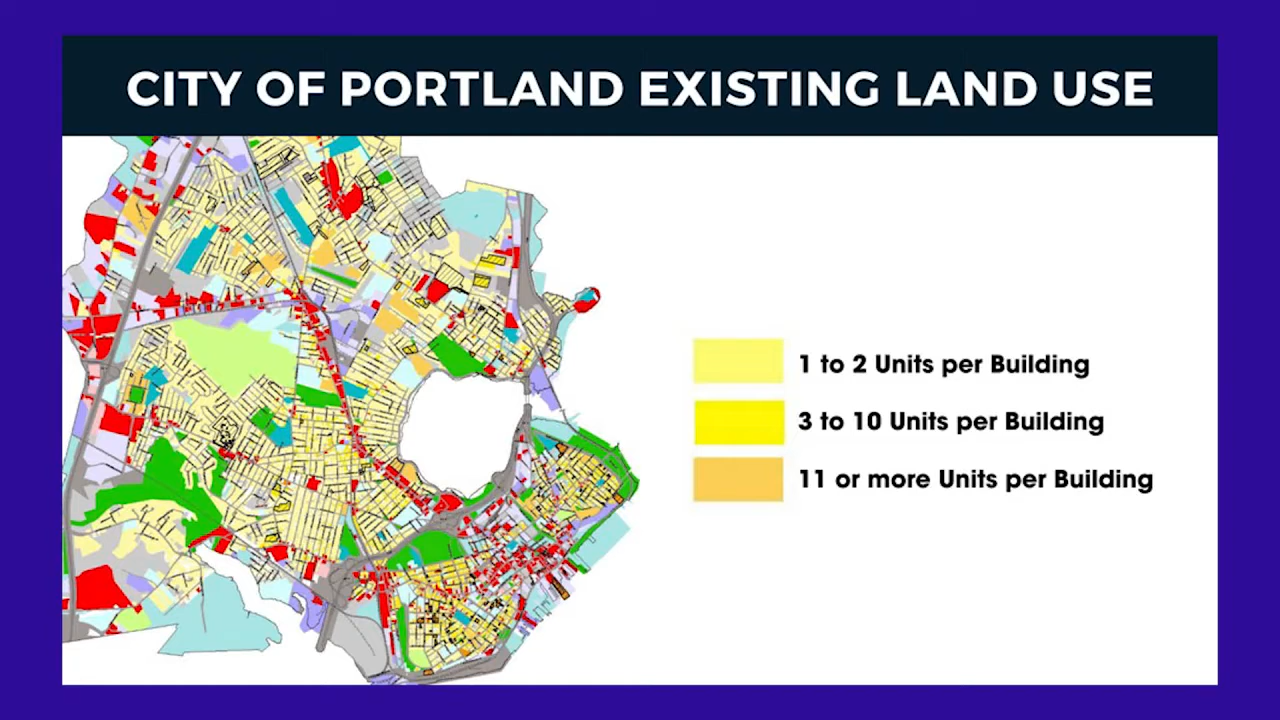 CITY OF PORTLAND EXISTING LAND USE
1 to 2 Units per Building
3 to 10 Units per Building
11 or more Units per Building